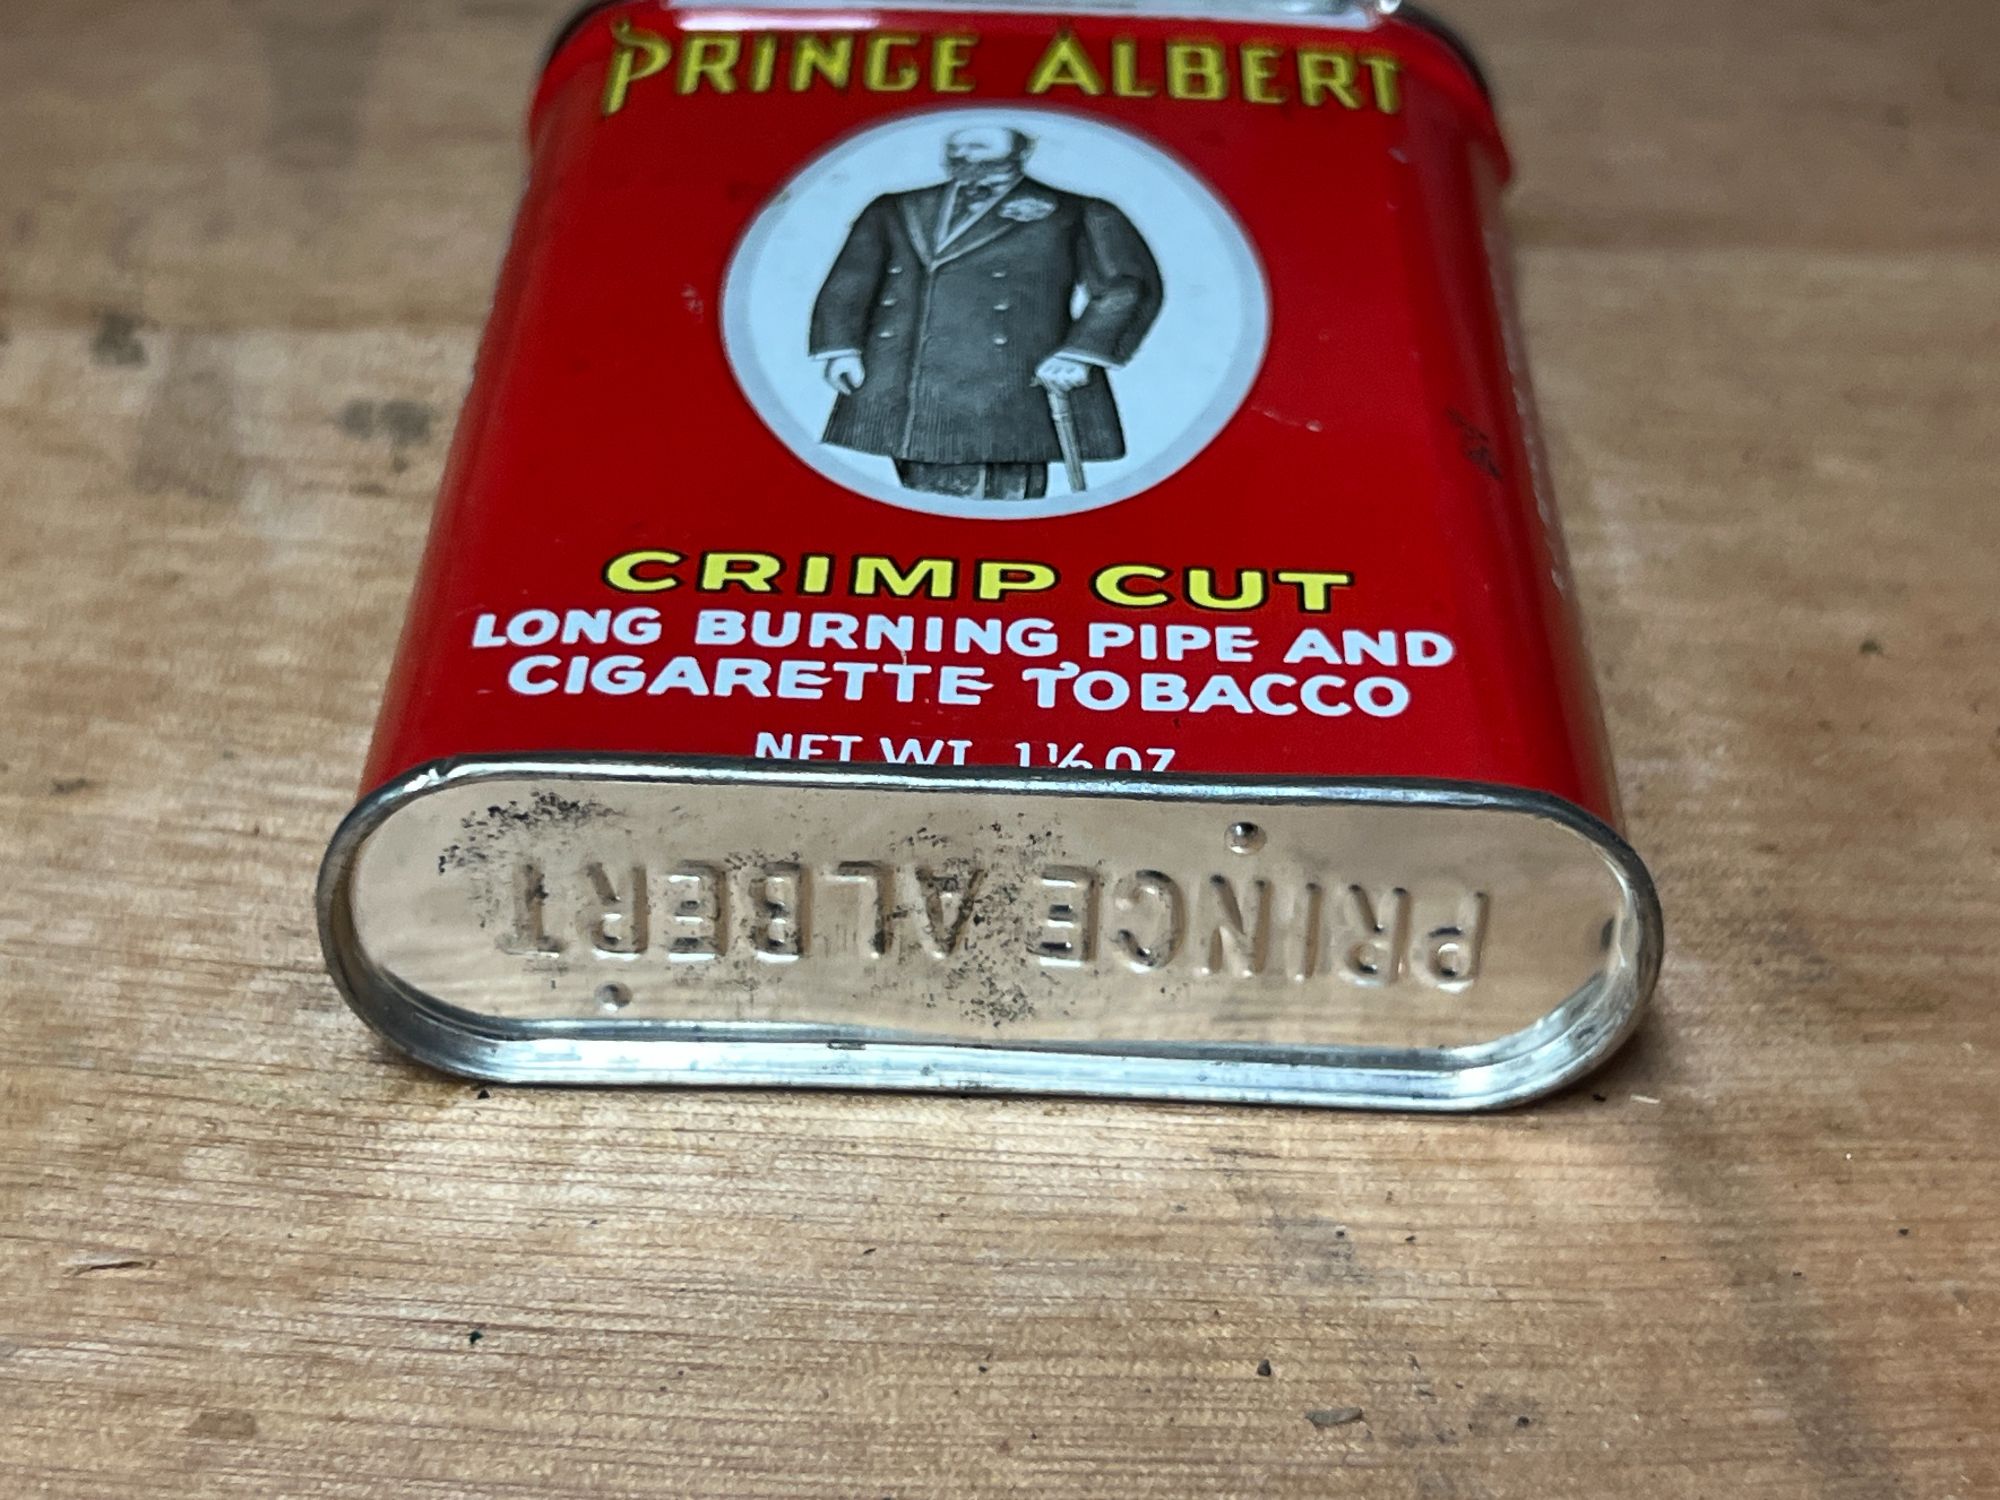 PRINCE ALBERT
CRIMP CUT
LONG BURNING PIPE AND
CIGARETTE TOBACCO
NET WT. 1½ OZ
PRINCE ALBERT